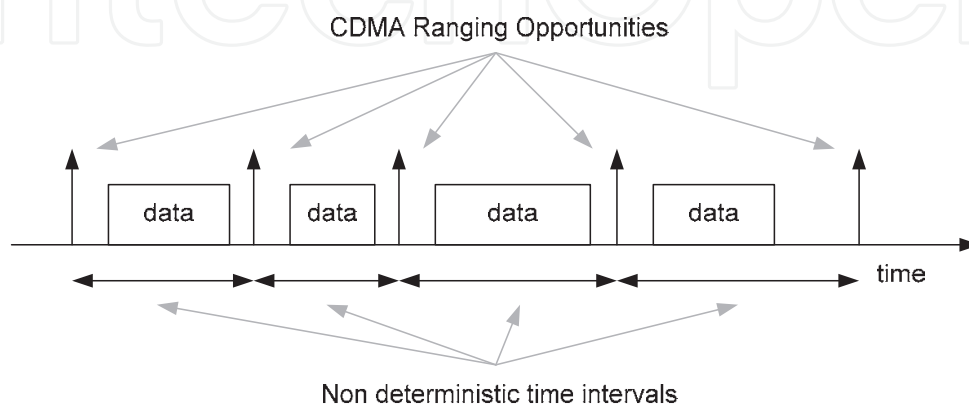 CDMA Ranging Opportunities
data
data
data
data
time
Non deterministic time intervals